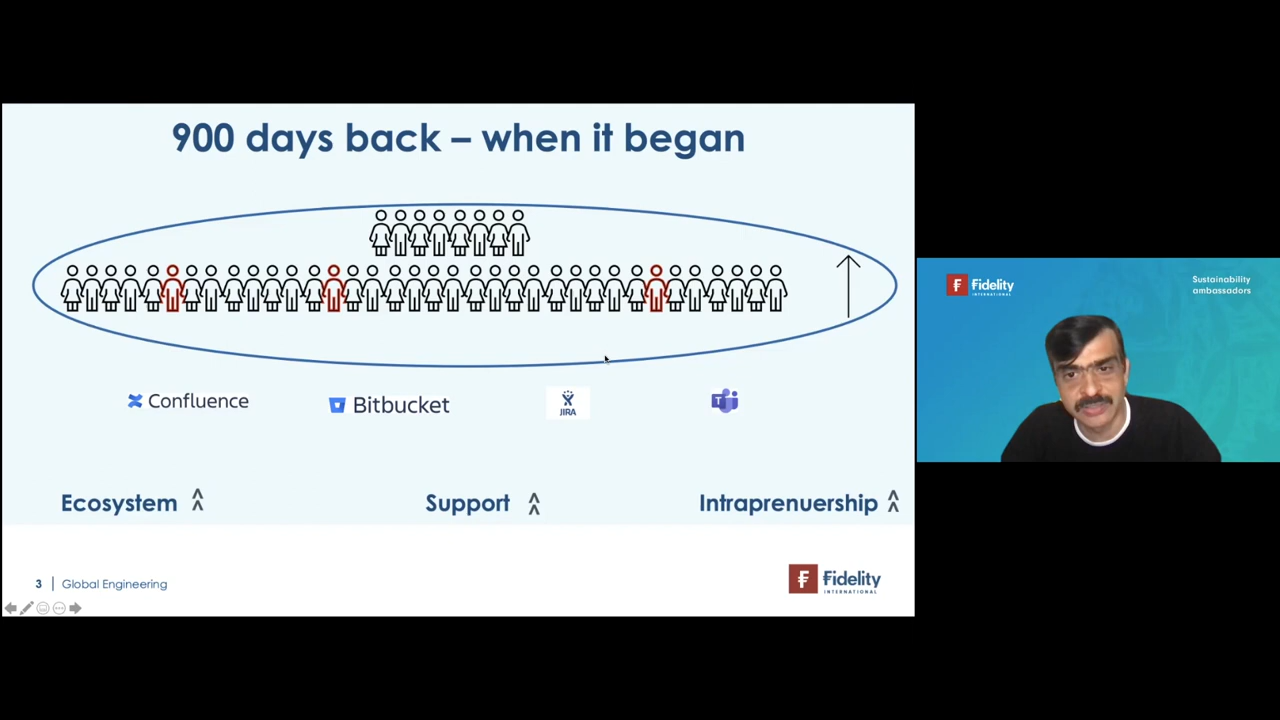 900 days back – when it began
Confluence
Bitbucket
JIRA
T
Ecosystem
Support
Intraprenuership
3 | Global Engineering
Fidelity
INTERNATIONAL
Fidelity
INTERNATIONAL
Sustainability
ambassadors